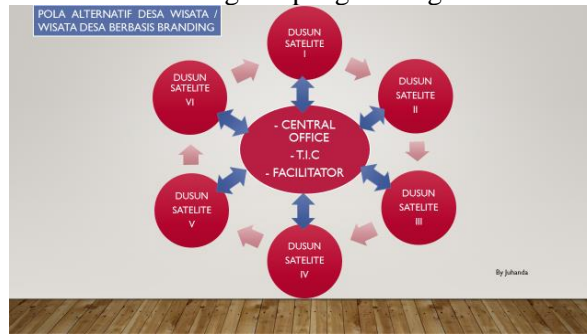 POLA ALTERNATIF DESA WISATA /
WISATA DESA BERBASIS BRANDING
DUSUN
SATELITE
I
DUSUN
SATELITE
II
DUSUN
SATELITE
III
DUSUN
SATELITE
IV
DUSUN
SATELITE
V
DUSUN
SATELITE
VI
- CENTRAL
OFFICE
- T.I.C
- FACILITATOR
By Juhanda